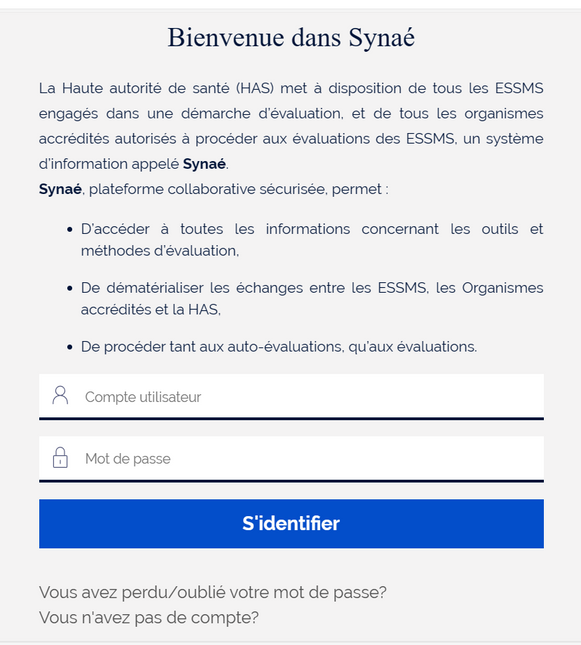 Bienvenue dans Synaé
La Haute autorité de santé (HAS) met à disposition de tous les ESSMS
engagés dans une démarche d'évaluation, et de tous les organismes
accrédités autorisés à procéder aux évaluations des ESSMS, un système
d'information appelé Synaé.
Synaé, plateforme collaborative sécurisée, permet :
• D'accéder à toutes les informations concernant les outils et
méthodes d'évaluation,
• De dématérialiser les échanges entre les ESSMS, les Organismes
accrédités et la HAS,
• De procéder tant aux auto-évaluations, qu'aux évaluations.
Compte utilisateur
Mot de passe
S'identifier
Vous avez perdu/oublié votre mot de passe?
Vous n'avez pas de compte?